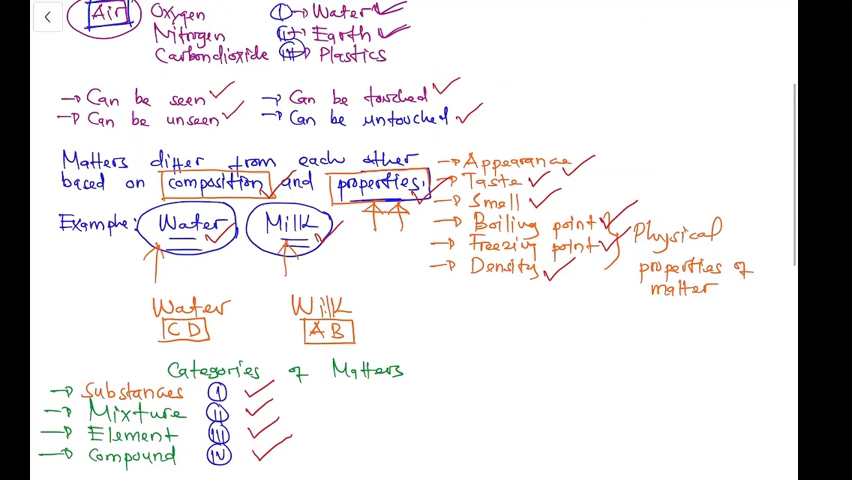 Air Oxygen (i) → Water
Nitrogen (ii) → Earth
Carbondioxide (iii) → Plastics
→ Can be seen → Can be touched
→ Can be unseen → Can be untouched
Matters differ from each other
based on composition and properties.
→ Appearance
→ Taste
→ Smell
→ Boiling point
→ Freezing point
→ Density
Physical
properties of
matter
Example: Water Milk
Water Milk
CD AB
Categories of Matters
→ Substances (i)
→ Mixture (ii)
→ Element (iii)
→ Compound (iv)